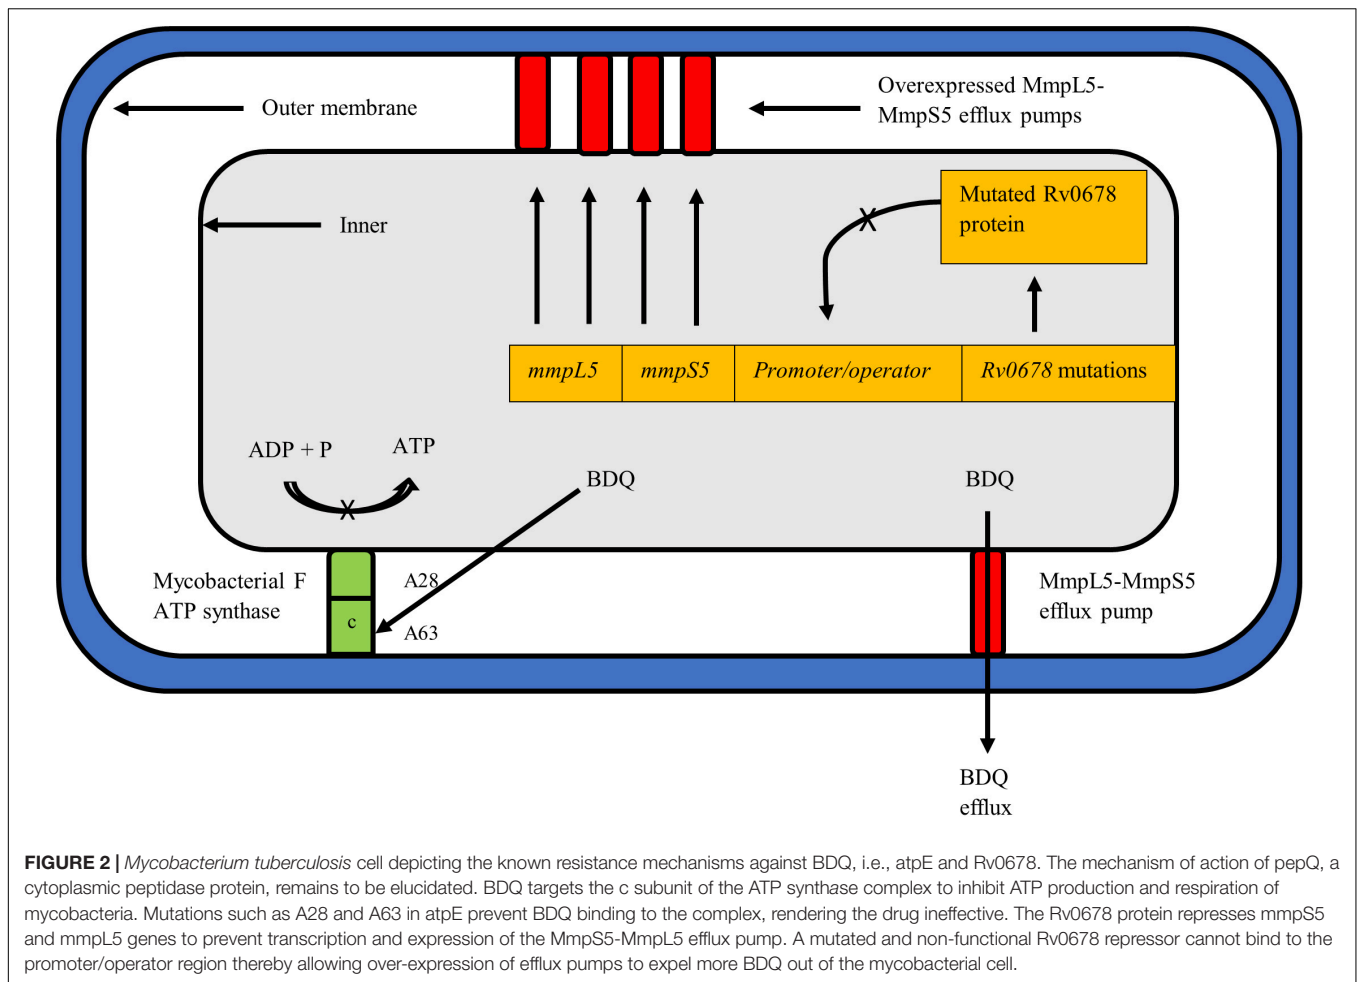 Outer membrane
Overexpressed MmpL5-
MmpS5 efflux pumps
Inner
Mutated Rv0678
protein
X
mmpL5
mmpS5
Promoter/operator
Rv0678 mutations
ADP + P
ATP
X
BDQ
BDQ
Mycobacterial F
ATP synthase
A28
c
A63
MmpL5-MmpS5
efflux pump
BDQ
efflux
FIGURE 2 | Mycobacterium tuberculosis cell depicting the known resistance mechanisms against BDQ, i.e., atpE and Rv0678. The mechanism of action of pepQ, a
cytoplasmic peptidase protein, remains to be elucidated. BDQ targets the c subunit of the ATP synthase complex to inhibit ATP production and respiration of
mycobacteria. Mutations such as A28 and A63 in atpE prevent BDQ binding to the complex, rendering the drug ineffective. The Rv0678 protein represses mmpS5
and mmpL5 genes to prevent transcription and expression of the MmpS5-MmpL5 efflux pump. A mutated and non-functional Rv0678 repressor cannot bind to the
promoter/operator region thereby allowing over-expression of efflux pumps to expel more BDQ out of the mycobacterial cell.